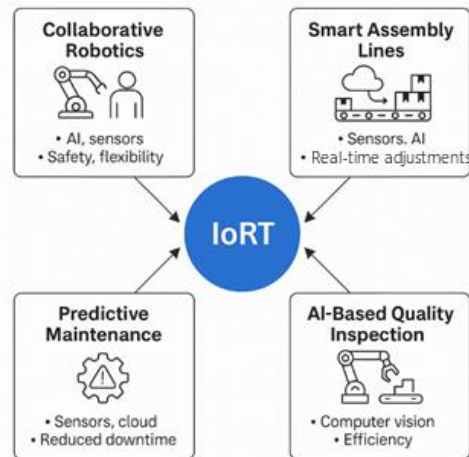 Collaborative
Robotics
• AI, sensors
• Safety, flexibility
Smart Assembly
Lines
• Sensors. AI
• Real-time adjustments
IoRT
Predictive
Maintenance
• Sensors, cloud
• Reduced downtime
AI-Based Quality
Inspection
• Computer vision
• Efficiency